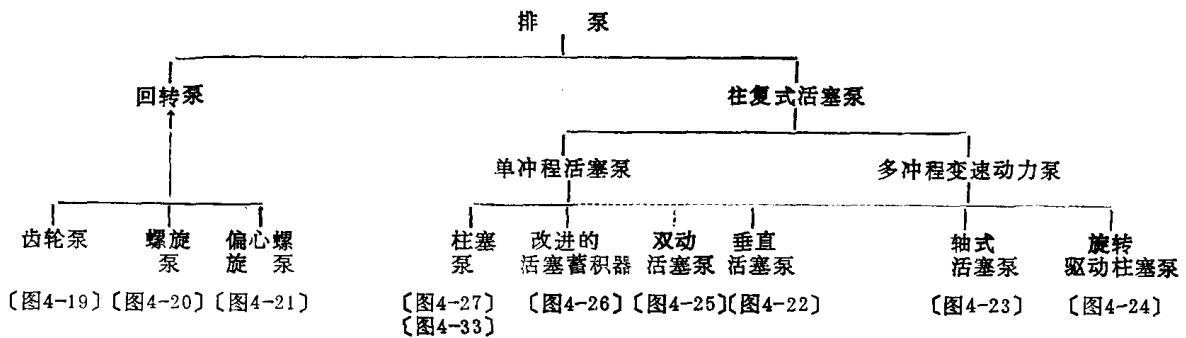 排 泵
回转泵 往复式活塞泵
单冲程活塞泵 多冲程变速动力泵
齿轮泵 螺旋泵 偏心螺旋泵 柱塞泵 改进的活塞蓄积器 双动活塞泵 垂直活塞泵 轴式活塞泵 旋转驱动柱塞泵
〔图4-19〕 〔图4-20〕 〔图4-21〕 〔图4-27〕 〔图4-26〕 〔图4-25〕 〔图4-22〕 〔图4-23〕 〔图4-24〕
〔图4-33〕